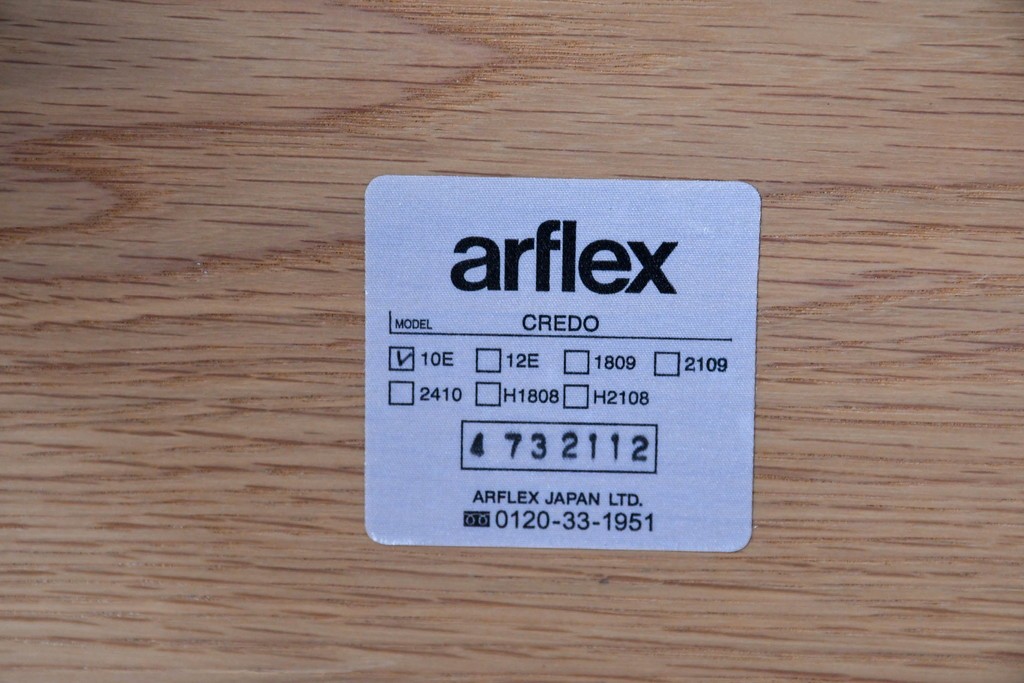 arflex
MODEL CREDO
☑ 10E ☐ 12E ☐ 1809 ☐ 2109
☐ 2410 ☐ H1808 ☐ H2108
4 732112
ARFLEX JAPAN LTD.
0120-33-1951